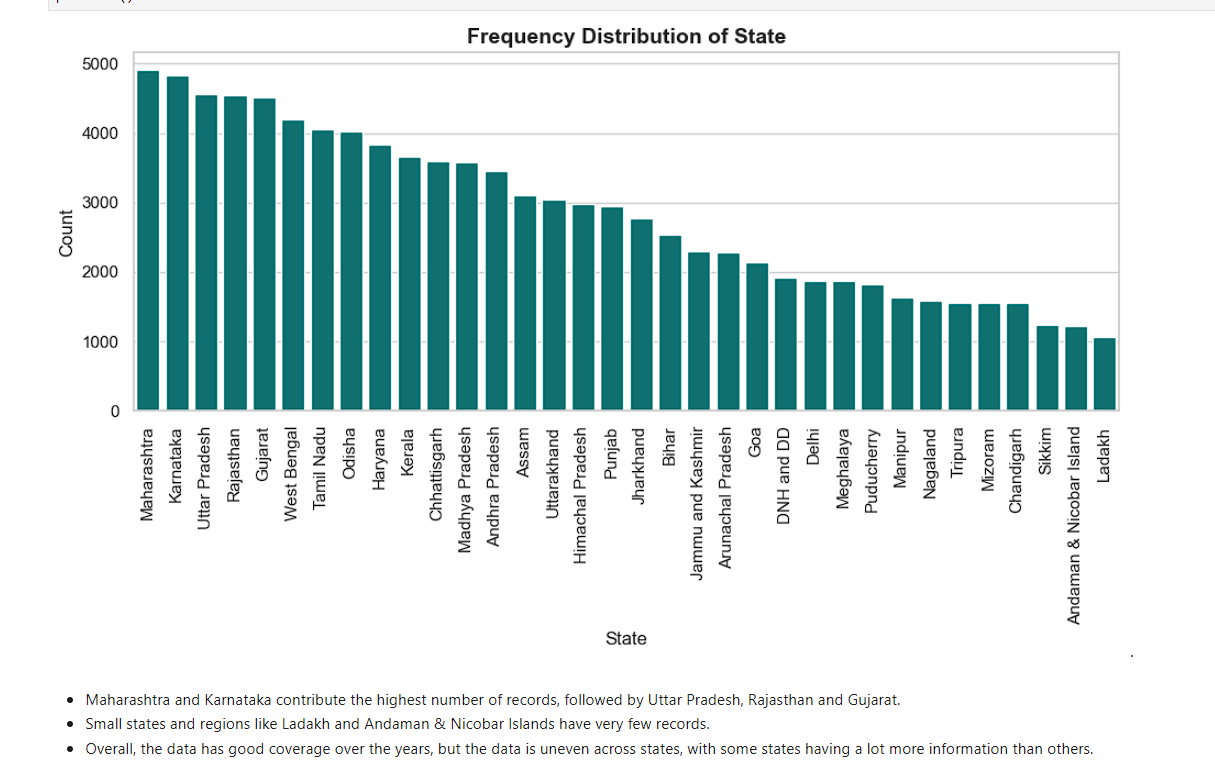 Frequency Distribution of State
5000
4000
3000
2000
1000
0
Count
Maharashtra
Karnataka
Uttar Pradesh
Rajasthan
Gujarat
West Bengal
Tamil Nadu
Odisha
Haryana
Kerala
Chhattisgarh
Madhya Pradesh
Andhra Pradesh
Assam
Uttarakhand
Himachal Pradesh
Punjab
Jharkhand
Bihar
Jammu and Kashmir
Arunachal Pradesh
Goa
DNH and DD
Delhi
Meghalaya
Puducherry
Manipur
Nagaland
Tripura
Mizoram
Chandigarh
Sikkim
Andaman & Nicobar Island
Ladakh
State
• Maharashtra and Karnataka contribute the highest number of records, followed by Uttar Pradesh, Rajasthan and Gujarat.
• Small states and regions like Ladakh and Andaman & Nicobar Islands have very few records.
• Overall, the data has good coverage over the years, but the data is uneven across states, with some states having a lot more information than others.